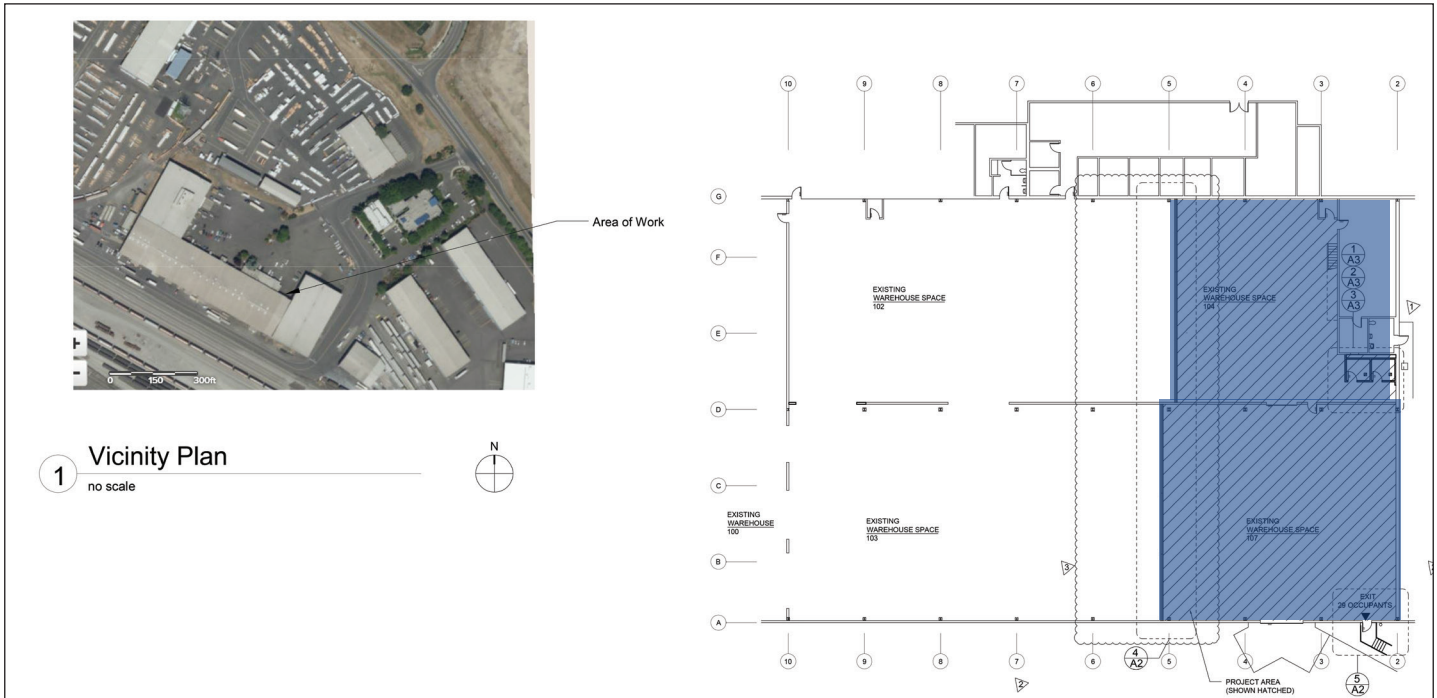 Area of Work
+
-
0 150 300ft
1
Vicinity Plan
no scale
N
10 9 8 7 6 5 4 3 2
G
F
E
D
C
B
A
EXISTING
WAREHOUSE SPACE
102
EXISTING
WAREHOUSE SPACE
104
1
A3
2
A3
3
A3
1
EXISTING
WAREHOUSE
100
EXISTING
WAREHOUSE SPACE
103
EXISTING
WAREHOUSE SPACE
107
3
EXIT
29 OCCUPANTS
10 9 8 7 6 5 4 3 2
4
A2
5
A2
2
PROJECT AREA
(SHOWN HATCHED)